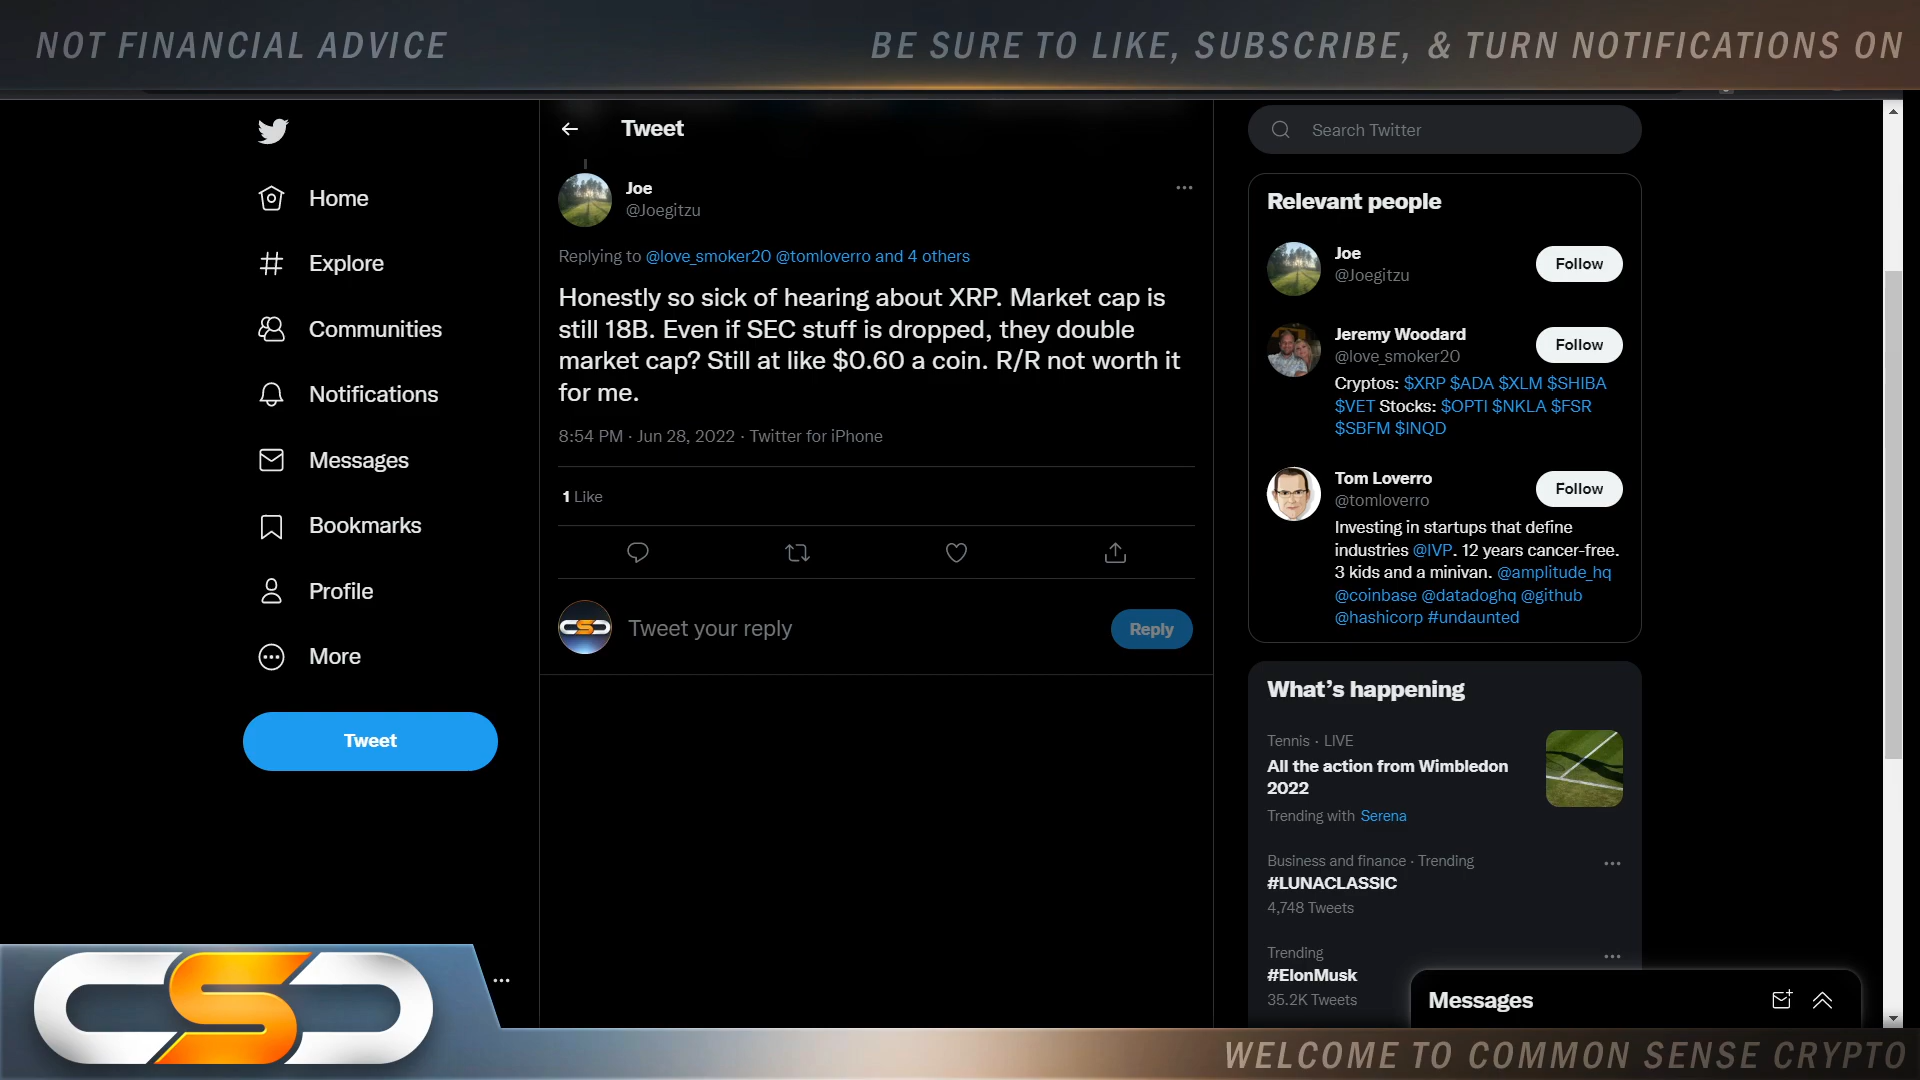 NOT FINANCIAL ADVICE
BE SURE TO LIKE, SUBSCRIBE, & TURN NOTIFICATIONS ON
Home
Explore
Communities
Notifications
Messages
Bookmarks
Profile
More
Tweet
Tweet
Joe
@Joegitzu
Replying to @love_smoker20 @tomloverro and 4 others
Honestly so sick of hearing about XRP. Market cap is
still 18B. Even if SEC stuff is dropped, they double
market cap? Still at like $0.60 a coin. R/R not worth it
for me.
8:54 PM · Jun 28, 2022 · Twitter for iPhone
1 Like
Tweet your reply
Reply
Search Twitter
Relevant people
Joe
@Joegitzu
Follow
Jeremy Woodard
@love_smoker20
Follow
Cryptos: $XRP $ADA $XLM $SHIBA
$VET Stocks: $OPTI $NKLA $FSR
$SBFM $INQD
Tom Loverro
@tomloverro
Follow
Investing in startups that define
industries @IVP. 12 years cancer-free.
3 kids and a minivan. @amplitude_hq
@coinbase @datadoghq @github
@hashicorp #undaunted
What's happening
Tennis · LIVE
All the action from Wimbledon
2022
Trending with Serena
Business and finance · Trending
#LUNACLASSIC
4,748 Tweets
Trending
#ElonMusk
35.2K Tweets
Messages
CSC
WELCOME TO COMMON SENSE CRYPTO